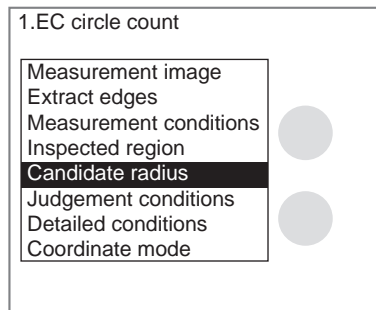 1.EC circle count
Measurement image
Extract edges
Measurement conditions
Inspected region
Candidate radius
Judgement conditions
Detailed conditions
Coordinate mode